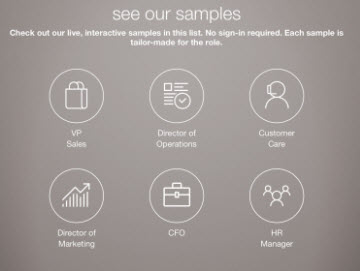 see our samples
Check out our live, interactive samples in this list. No sign-in required. Each sample is
tailor-made for the role.
VP
Sales
Director of
Operations
Customer
Care
Director of
Marketing
CFO
HR
Manager